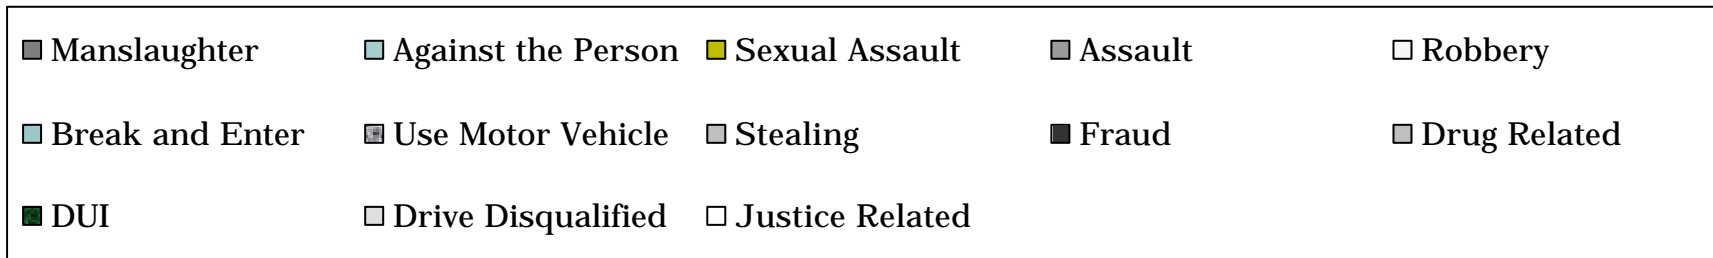 Manslaughter Against the Person Sexual Assault Assault Robbery
Break and Enter Use Motor Vehicle Stealing Fraud Drug Related
DUI Drive Disqualified Justice Related